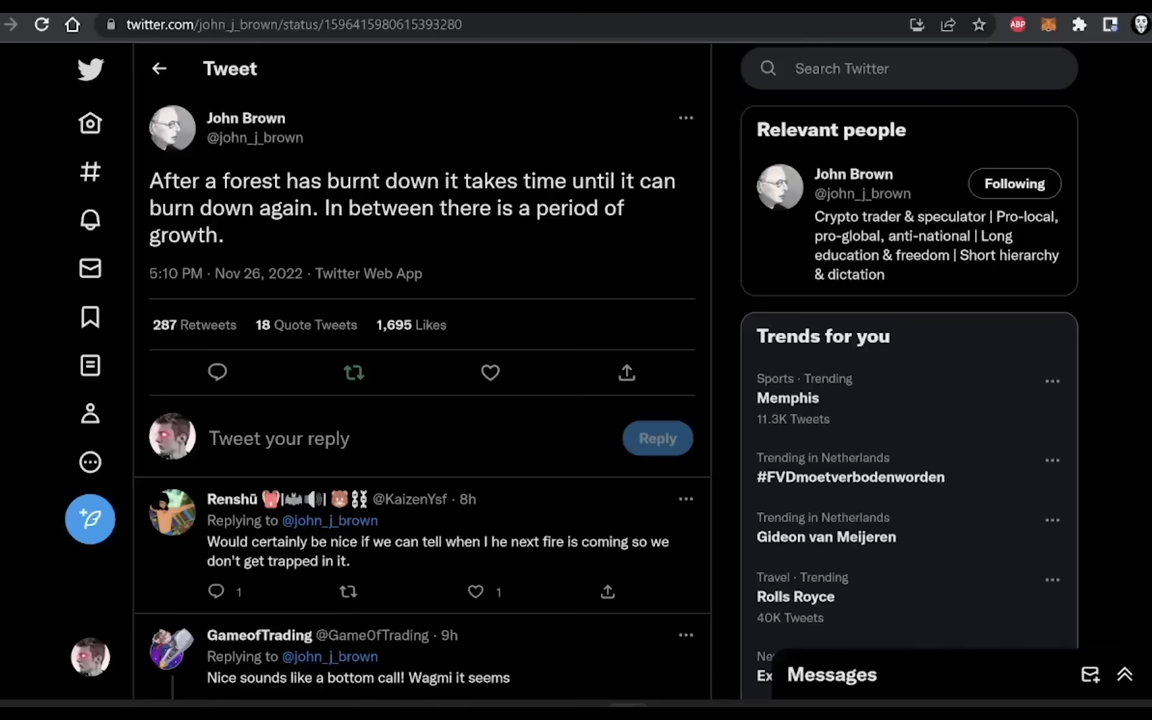 twitter.com/john_j_brown/status/1596415980615393280
ABP
Tweet
John Brown
@john_j_brown
After a forest has burnt down it takes time until it can
burn down again. In between there is a period of
growth.
5:10 PM · Nov 26, 2022 · Twitter Web App
287 Retweets 18 Quote Tweets 1,695 Likes
Tweet your reply
Reply
Renshū @KaizenYsf · 8h
Replying to @john_j_brown
Would certainly be nice if we can tell when I he next fire is coming so we
don't get trapped in it.
1 1
GameofTrading @GameOfTrading · 9h
Replying to @john_j_brown
Nice sounds like a bottom call! Wagmi it seems
Search Twitter
Relevant people
John Brown
@john_j_brown
Following
Crypto trader & speculator | Pro-local,
pro-global, anti-national | Long
education & freedom | Short hierarchy
& dictation
Trends for you
Sports · Trending
Memphis
11.3K Tweets
Trending in Netherlands
#FVDmoetverbodenworden
Trending in Netherlands
Gideon van Meijeren
Travel · Trending
Rolls Royce
40K Tweets
Ne
Ex
Messages